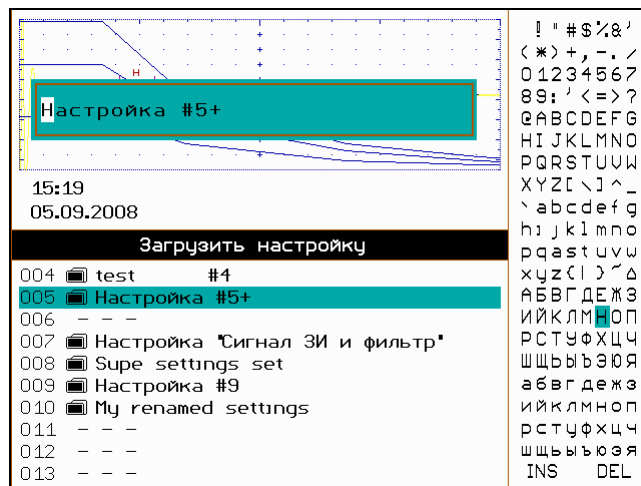 Н
Настройка #5+
15:19
05.09.2008
Загрузить настройку
004 test #4
005 Настройка #5+
006 - - -
007 Настройка "Сигнал ЗИ и фильтр"
008 Supe settings set
009 Настройка #9
010 My renamed settings
011 - - -
012 - - -
013 - - -
! " # $ % & '
( * ) + , - . /
0 1 2 3 4 5 6 7
8 9 : ' < = > ?
@ A B C D E F G
H I J K L M N O
P Q R S T U V W
X Y Z [ \ ] ^ _
` a b c d e f g
h i j k l m n o
p q a s t u v w
x y z { | } ~ Δ
А Б В Г Д Е Ж З
И Й К Л М Н О П
Р С Т У Ф Х Ц Ч
Ш Щ Ь Ы Ъ Э Ю Я
а б в г д е ж з
и й к л м н о п
р с т у ф х ц ч
ш щ ь ы ъ ю э я
INS DEL